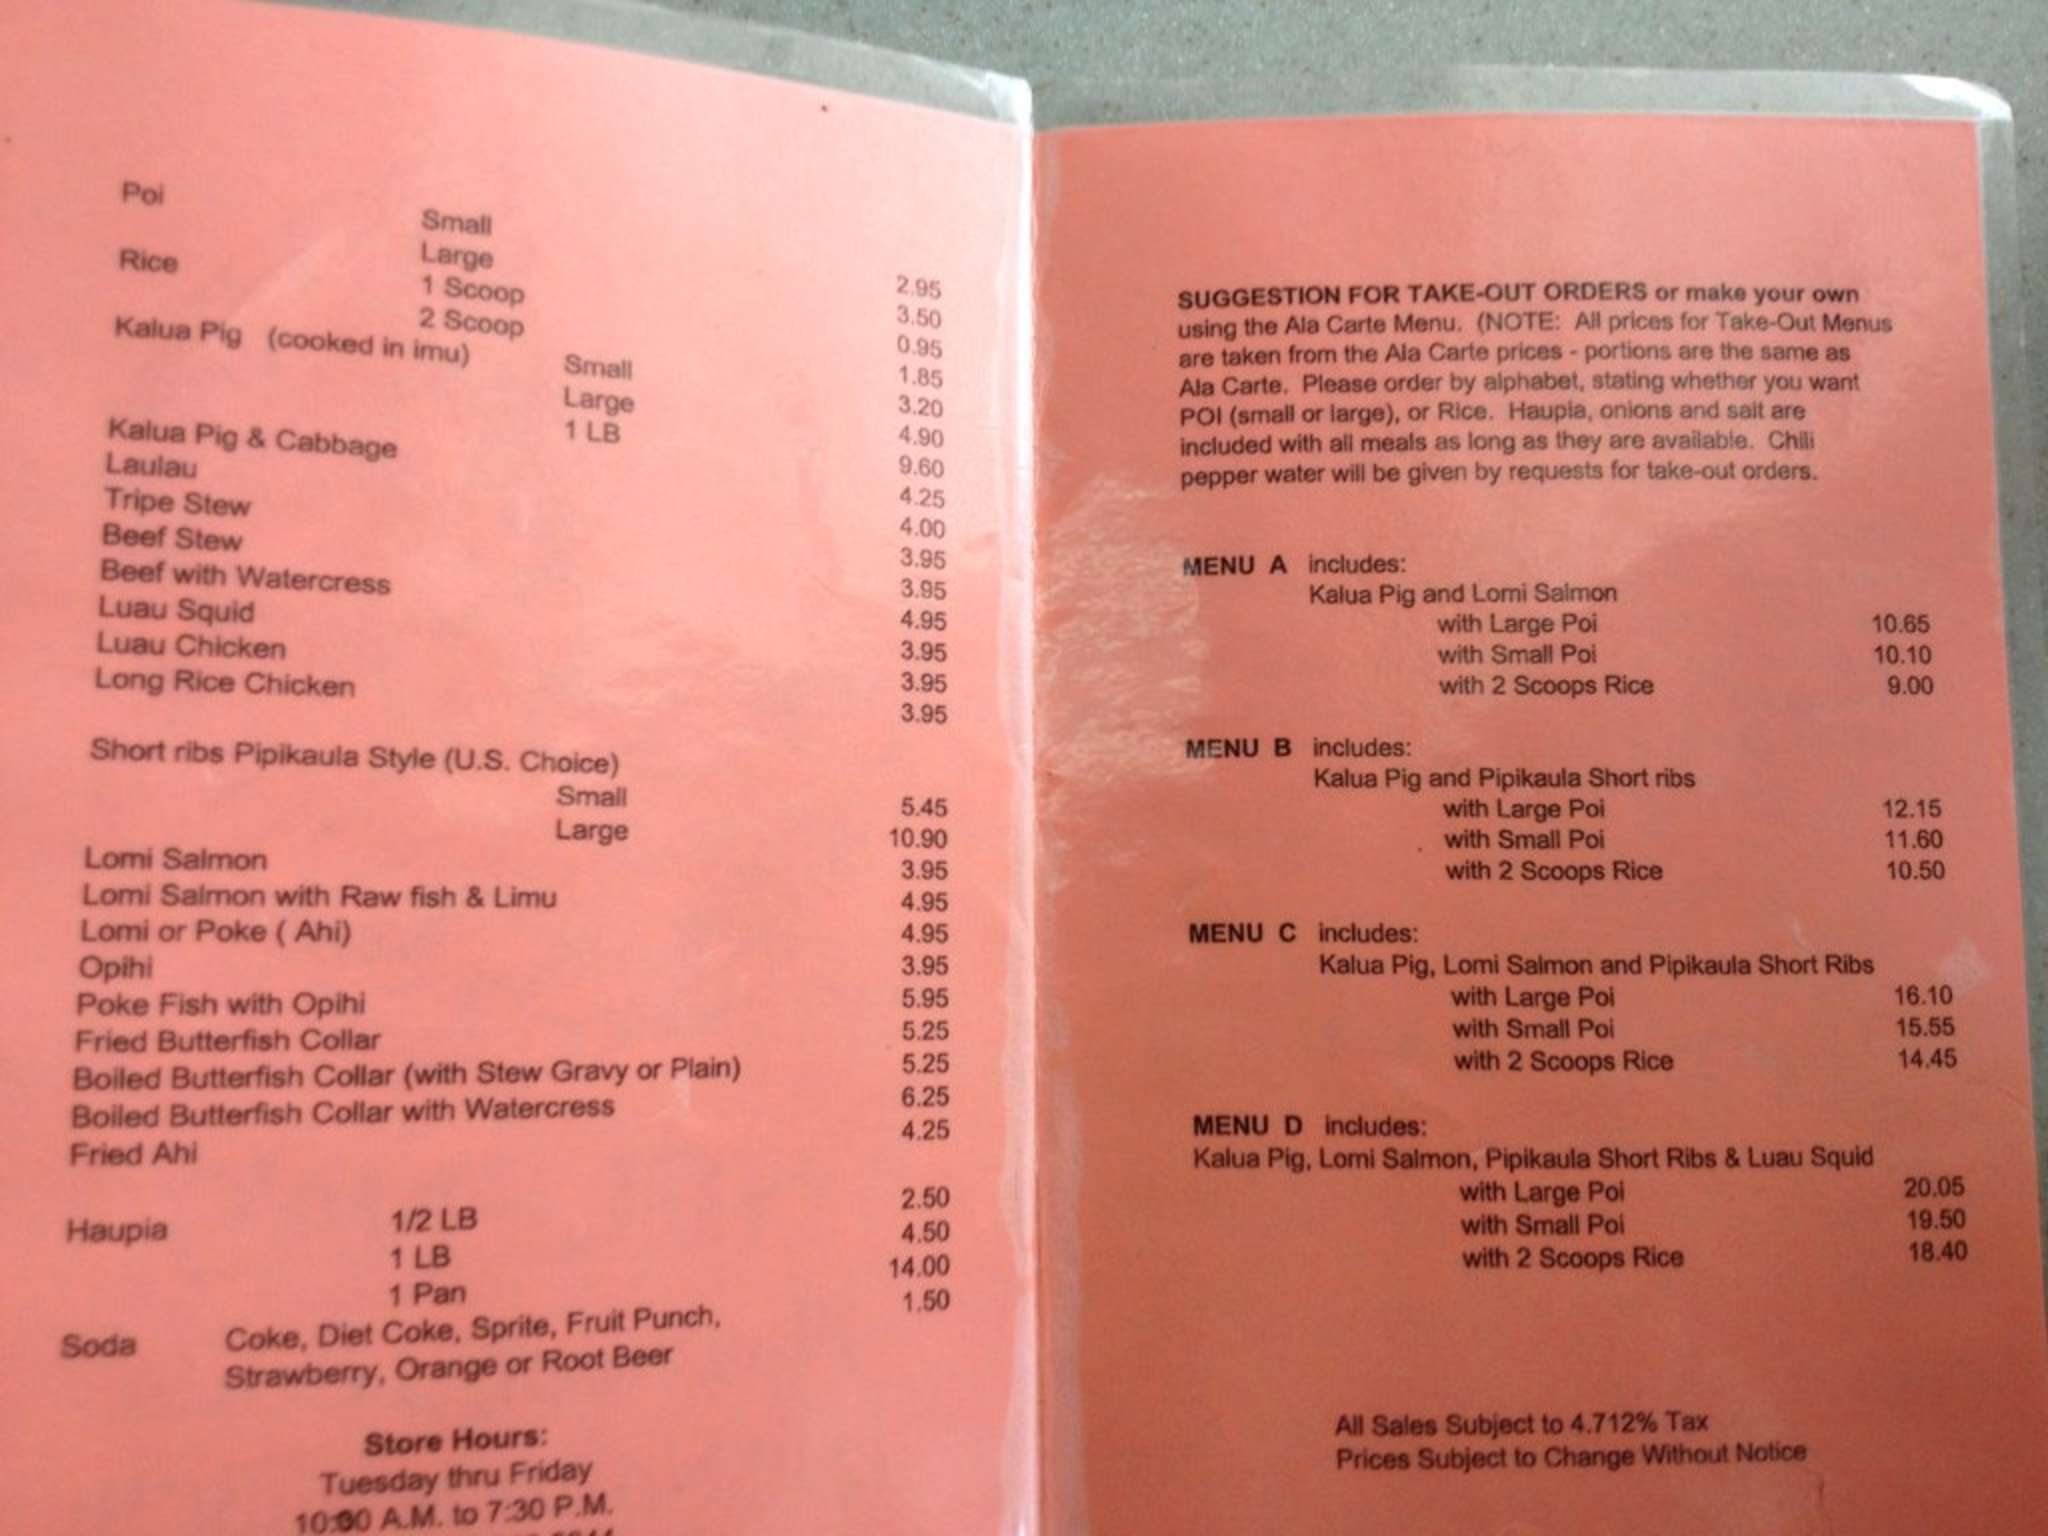 Poi
Small 2.95
Large 3.50
Rice 1 Scoop 0.95
2 Scoop 1.85
Kalua Pig (cooked in imu) Small 3.20
Large 4.90
1 LB 9.60
Kalua Pig & Cabbage 4.25
Laulau 4.00
Tripe Stew 3.95
Beef Stew 3.95
Beef with Watercress 4.95
Luau Squid 3.95
Luau Chicken 3.95
Long Rice Chicken 3.95
Short ribs Pipikaula Style (U.S. Choice)
Small 5.45
Large 10.90
Lomi Salmon 3.95
Lomi Salmon with Raw fish & Limu 4.95
Lomi or Poke ( Ahi) 4.95
Opihi 3.95
Poke Fish with Opihi 5.95
Fried Butterfish Collar 5.25
Boiled Butterfish Collar (with Stew Gravy or Plain) 5.25
Boiled Butterfish Collar with Watercress 6.25
Fried Ahi 4.25
Haupia 1/2 LB 2.50
1 LB 4.50
1 Pan 14.00
Soda Coke, Diet Coke, Sprite, Fruit Punch, 1.50
Strawberry, Orange or Root Beer
Store Hours:
Tuesday thru Friday
10:00 A.M. to 7:30 P.M.
SUGGESTION FOR TAKE-OUT ORDERS or make your own
using the Ala Carte Menu. (NOTE: All prices for Take-Out Menus
are taken from the Ala Carte prices - portions are the same as
Ala Carte. Please order by alphabet, stating whether you want
POI (small or large), or Rice. Haupia, onions and salt are
included with all meals as long as they are available. Chili
pepper water will be given by requests for take-out orders.
MENU A includes:
Kalua Pig and Lomi Salmon
with Large Poi 10.65
with Small Poi 10.10
with 2 Scoops Rice 9.00
MENU B includes:
Kalua Pig and Pipikaula Short ribs
with Large Poi 12.15
with Small Poi 11.60
with 2 Scoops Rice 10.50
MENU C includes:
Kalua Pig, Lomi Salmon and Pipikaula Short Ribs
with Large Poi 16.10
with Small Poi 15.55
with 2 Scoops Rice 14.45
MENU D includes:
Kalua Pig, Lomi Salmon, Pipikaula Short Ribs & Luau Squid
with Large Poi 20.05
with Small Poi 19.50
with 2 Scoops Rice 18.40
All Sales Subject to 4.712% Tax
Prices Subject to Change Without Notice